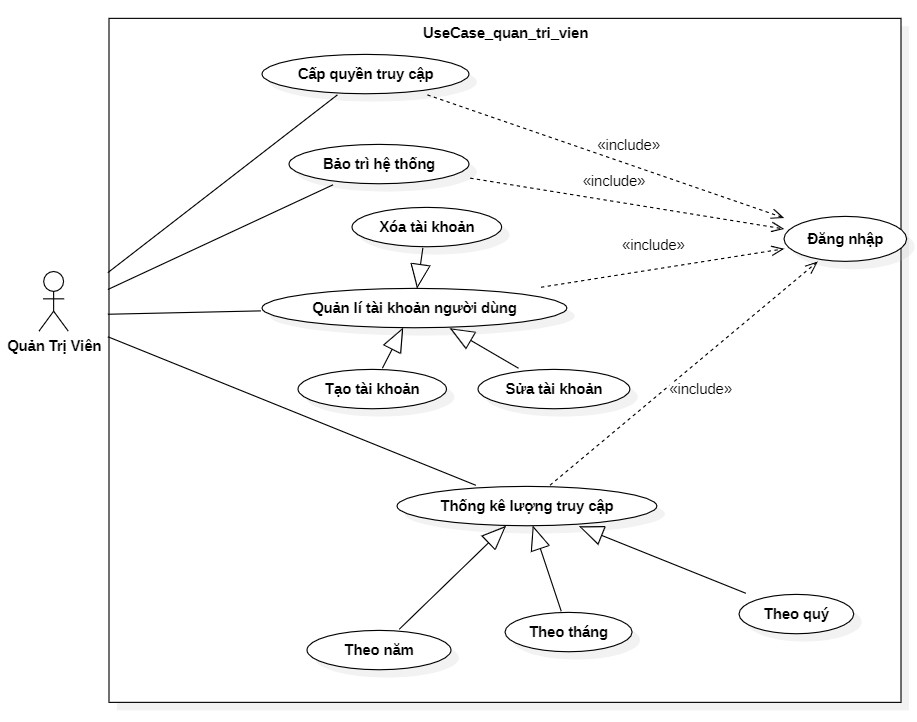 UseCase_quan_tri_vien
Cấp quyền truy cập
«include»
Bảo trì hệ thống
«include»
Xóa tài khoản
Đăng nhập
«include»
Quản lí tài khoản người dùng
Quản Trị Viên
Tạo tài khoản
Sửa tài khoản
«include»
Thống kê lượng truy cập
Theo quý
Theo tháng
Theo năm